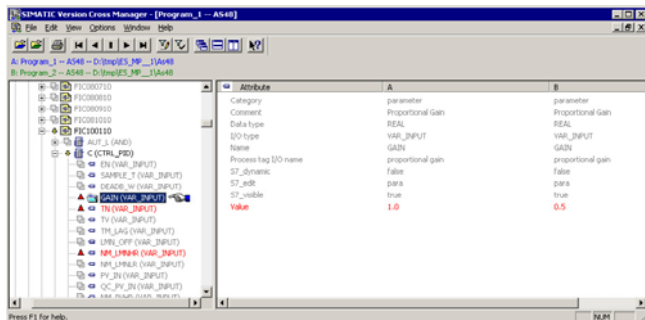 SIMATIC Version Cross Manager - [Program_1 -- AS48]
File Edit View Options Window Help
A: Program_1 -- AS48 -- D:\tmp\ES_MP__1\As48
B: Program_2 -- AS48 -- D:\tmp\ES_MP__1\As48
FIC080710
FIC080810
FIC080910
FIC081010
FIC100110
AUT_L (AND)
C (CTRL_PID)
EN (VAR_INPUT)
SAMPLE_T (VAR_INPUT)
DEADB_W (VAR_INPUT)
GAIN (VAR_INPUT)
TN (VAR_INPUT)
TV (VAR_INPUT)
TM_LAG (VAR_INPUT)
LMN_OFF (VAR_INPUT)
NM_LMNHR (VAR_INPUT)
NM_LMNLR (VAR_INPUT)
PV_IN (VAR_INPUT)
QC_PV_IN (VAR_INPUT)
Attribute A B
Category parameter parameter
Comment Proportional Gain Proportional Gain
Data type REAL REAL
I/O type VAR_INPUT VAR_INPUT
Name GAIN GAIN
Process tag I/O name proportional gain proportional gain
S7_dynamic false false
S7_edit para para
S7_visible true true
Value 1.0 0.5
Press F1 for help. NUM